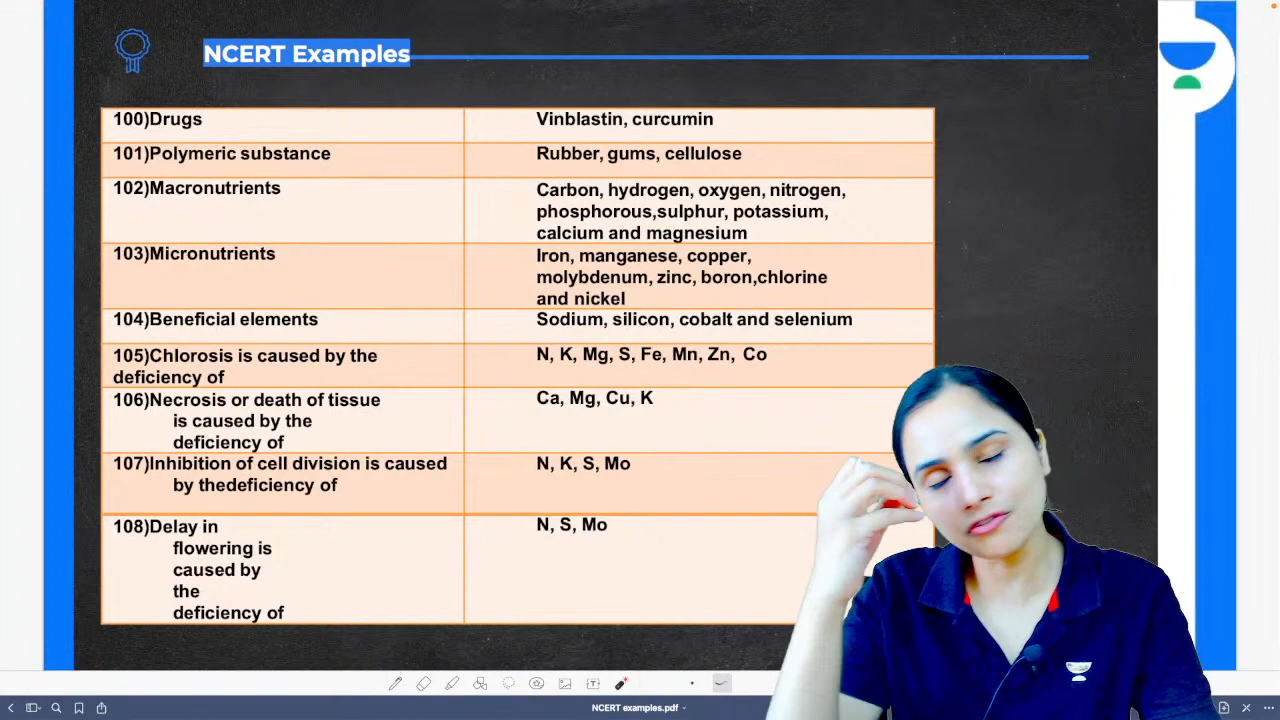 NCERT Examples
100)Drugs
Vinblastin, curcumin
101)Polymeric substance
Rubber, gums, cellulose
102)Macronutrients
Carbon, hydrogen, oxygen, nitrogen,
phosphorous,sulphur, potassium,
calcium and magnesium
103)Micronutrients
Iron, manganese, copper,
molybdenum, zinc, boron,chlorine
and nickel
104)Beneficial elements
Sodium, silicon, cobalt and selenium
105)Chlorosis is caused by the
deficiency of
N, K, Mg, S, Fe, Mn, Zn, Co
106)Necrosis or death of tissue
is caused by the
deficiency of
Ca, Mg, Cu, K
107)Inhibition of cell division is caused
by thedeficiency of
N, K, S, Mo
108)Delay in
flowering is
caused by
the
deficiency of
N, S, Mo
NCERT examples.pdf